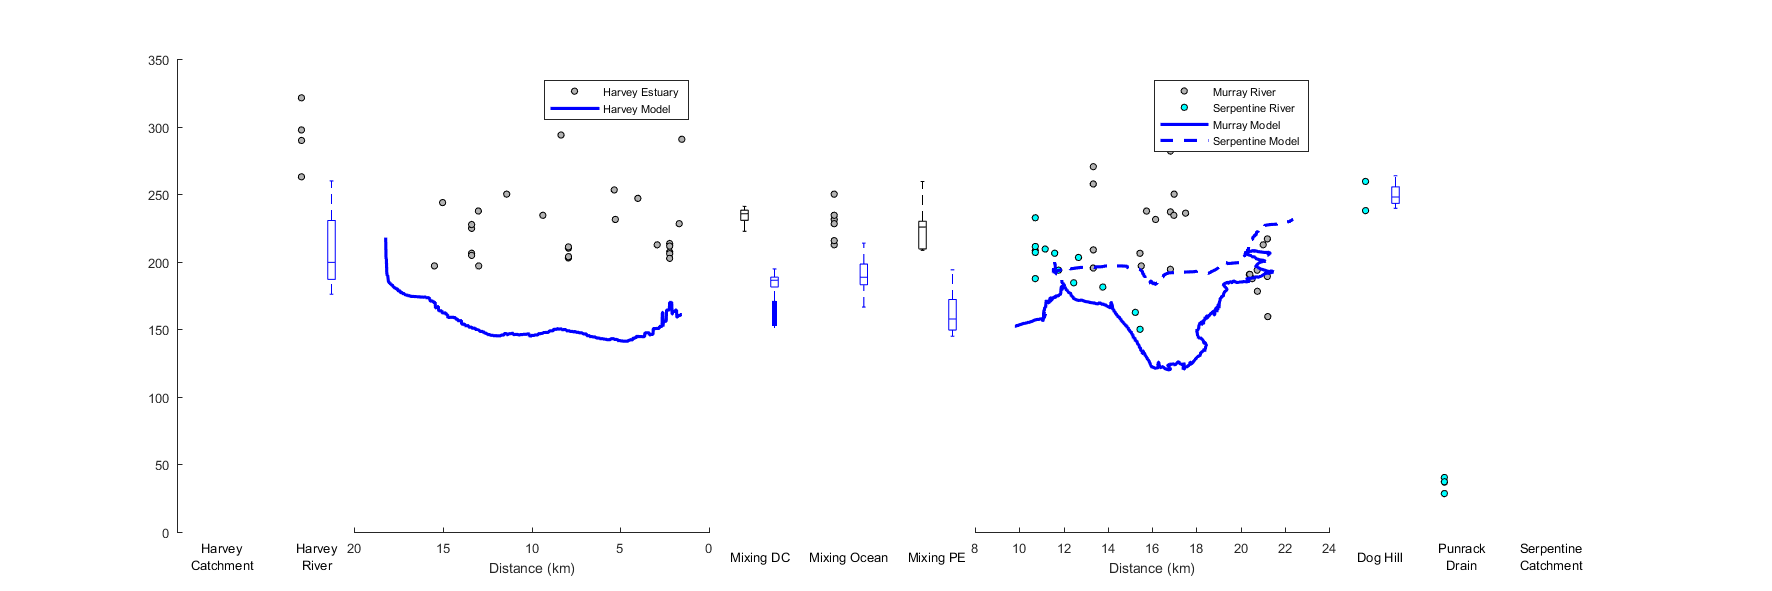 350
300
250
200
150
100
50
0
Harvey Estuary
Harvey Model
Murray River
Serpentine River
Murray Model
Serpentine Model
Harvey Catchment
Harvey River
20 15 10 5 0
Distance (km)
Mixing DC
Mixing Ocean
Mixing PE
8 10 12 14 16 18 20 22 24
Distance (km)
Dog Hill
Punrack Drain
Serpentine Catchment